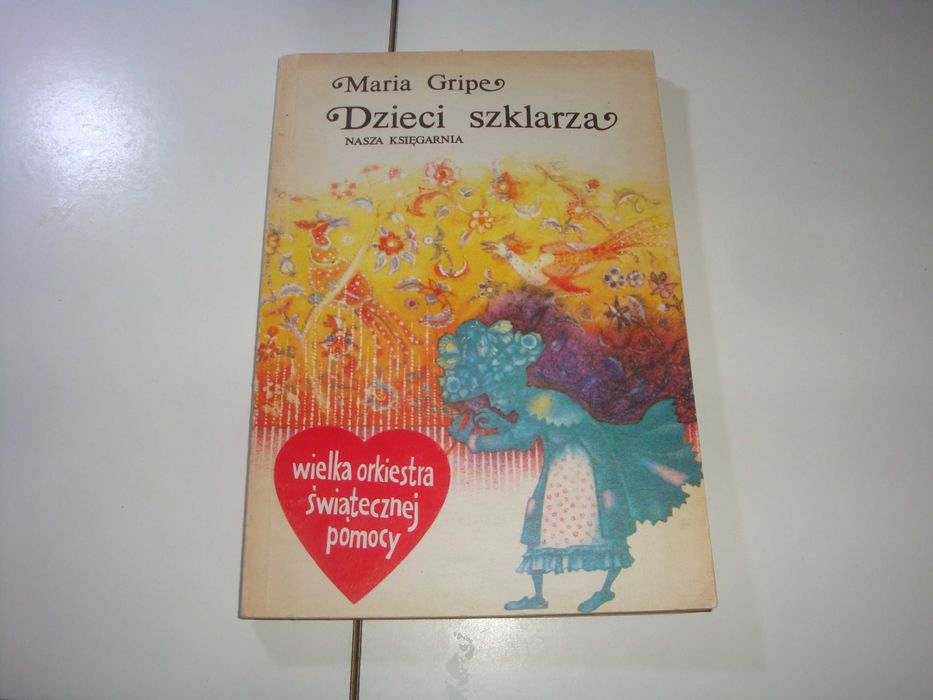 Maria Gripe
Dzieci szklarza
NASZA KSIĘGARNIA
wielka orkiestra
świątecznej
pomocy